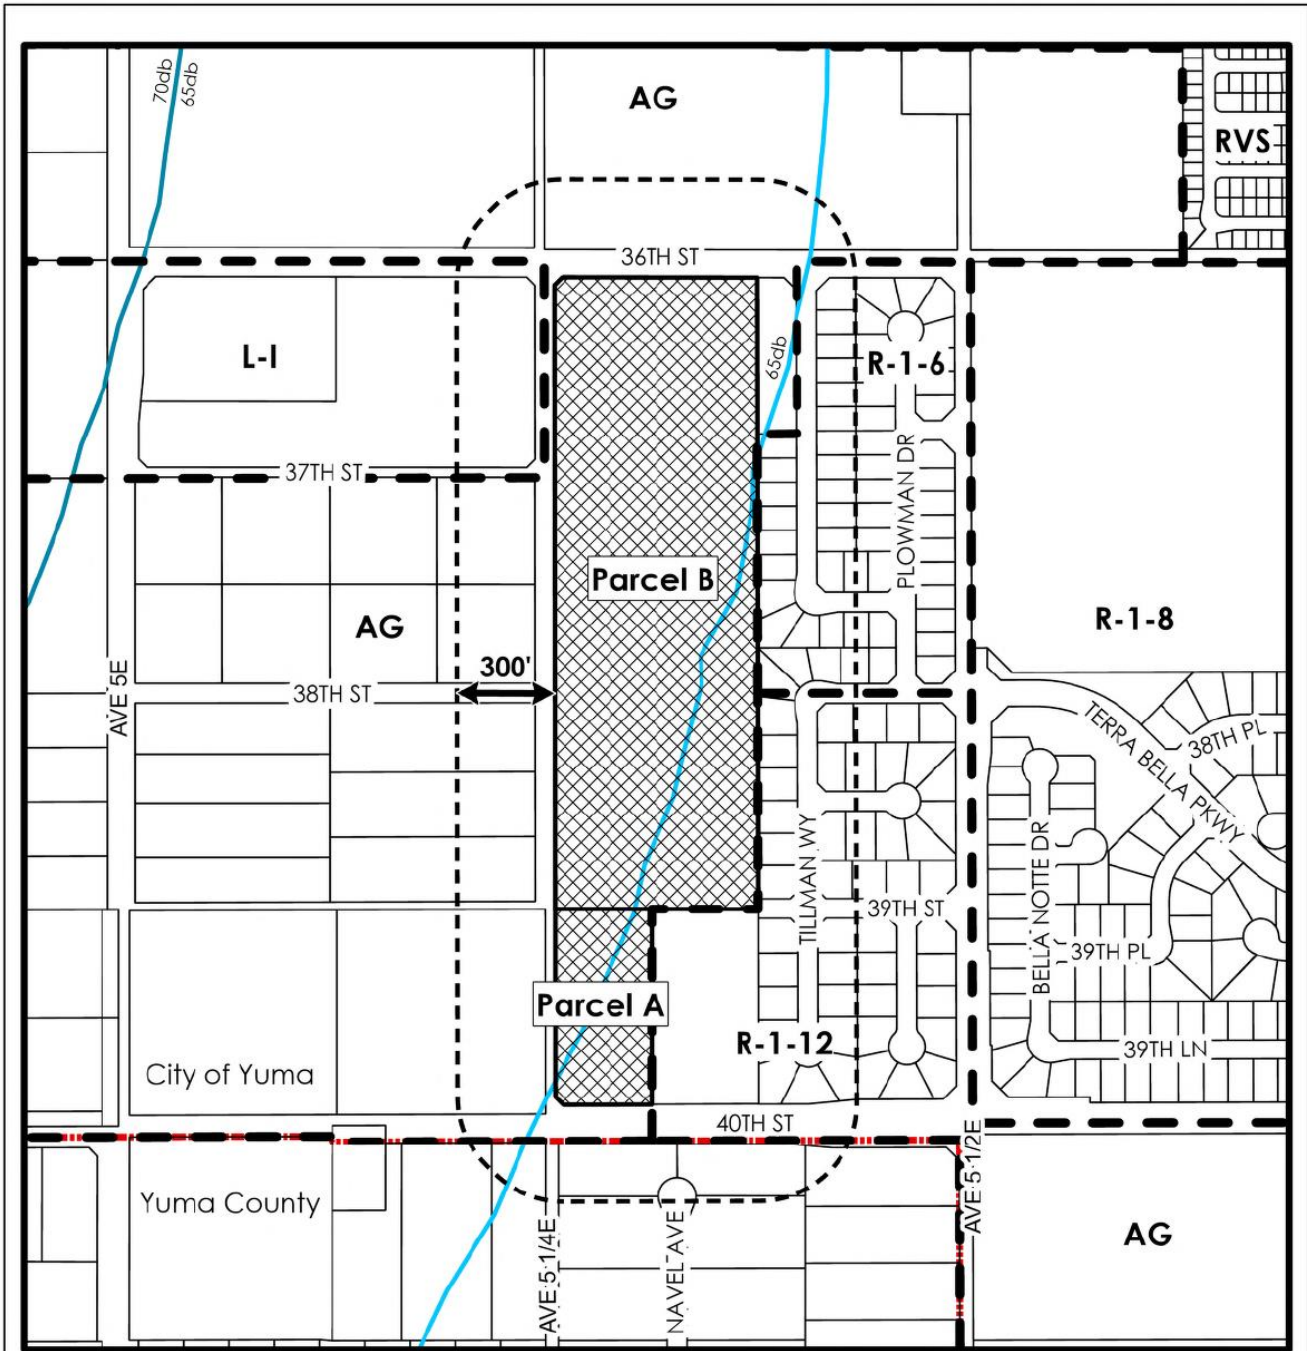 70db
65db
AG
RVS
36TH ST
L-I
65db
R-1-6
37TH ST
PLOWMAN DR
Parcel B
AG
R-1-8
300'
38TH ST
AVE 5E
TERRA BELLA PKWY
38TH PL
TILLMAN WY
BELLA NOTTE DR
39TH ST
39TH PL
Parcel A
R-1-12
39TH LN
City of Yuma
40TH ST
AVE 5 1/2E
Yuma County
AVE 5 1/4E
NAVEL AVE
AG